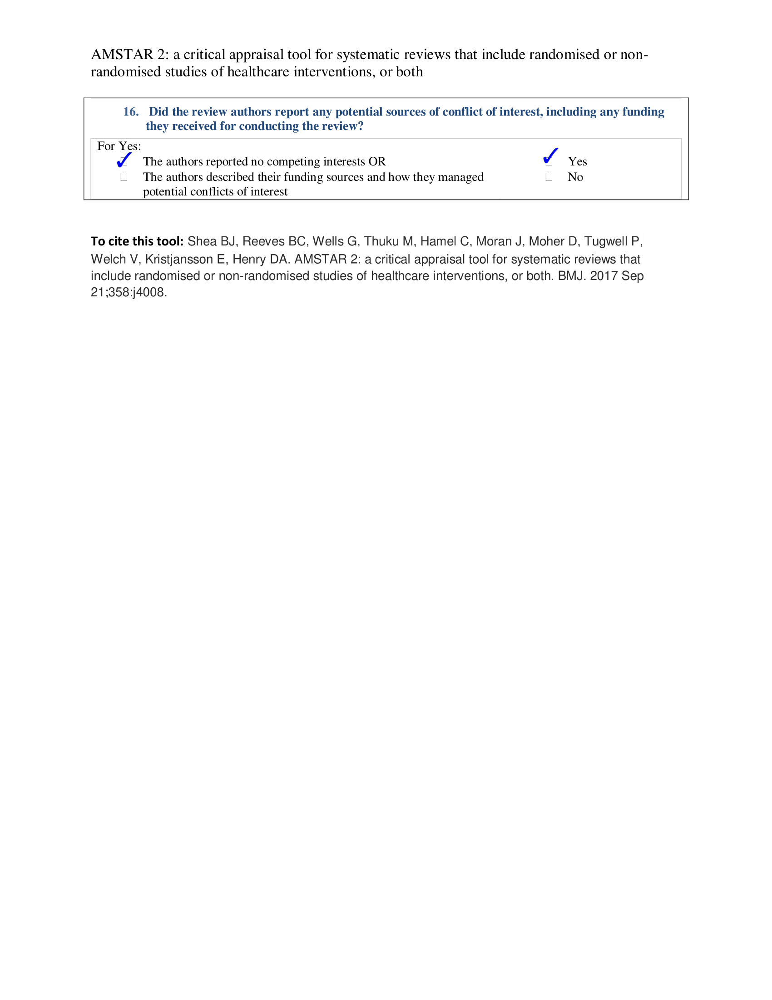 AMSTAR 2: a critical appraisal tool for systematic reviews that include randomised or non-
randomised studies of healthcare interventions, or both
16. Did the review authors report any potential sources of conflict of interest, including any funding
they received for conducting the review?
For Yes:
✓ The authors reported no competing interests OR ✓ Yes
□ The authors described their funding sources and how they managed □ No
potential conflicts of interest
To cite this tool: Shea BJ, Reeves BC, Wells G, Thuku M, Hamel C, Moran J, Moher D, Tugwell P,
Welch V, Kristjansson E, Henry DA. AMSTAR 2: a critical appraisal tool for systematic reviews that
include randomised or non-randomised studies of healthcare interventions, or both. BMJ. 2017 Sep
21;358:j4008.